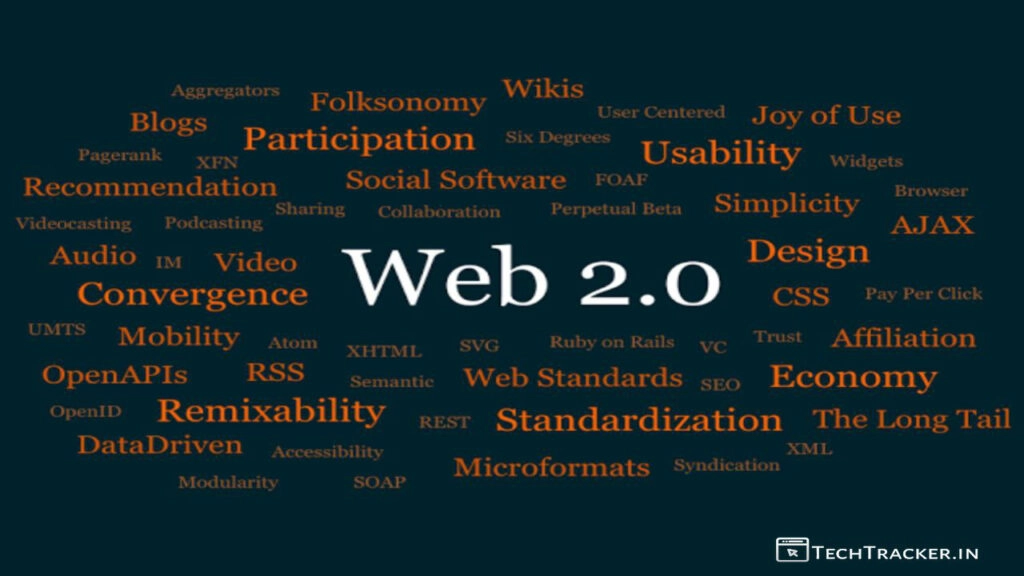 Aggregators Folksonomy Wikis User Centered Joy of Use
Blogs Participation Six Degrees Usability Widgets
Pagerank XFN
Recommendation Social Software FOAF Browser
Videocasting Podcasting Sharing Collaboration Perpetual Beta Simplicity AJAX
Audio IM Video Design
Web 2.0
Convergence CSS Pay Per Click
UMTS Mobility Atom XHTML SVG Ruby on Rails VC Trust Affiliation
OpenAPIs RSS Semantic Web Standards SEO Economy
OpenID Remixability REST Standardization The Long Tail
DataDriven Accessibility Microformats Syndication XML
Modularity SOAP
TechTracker.in